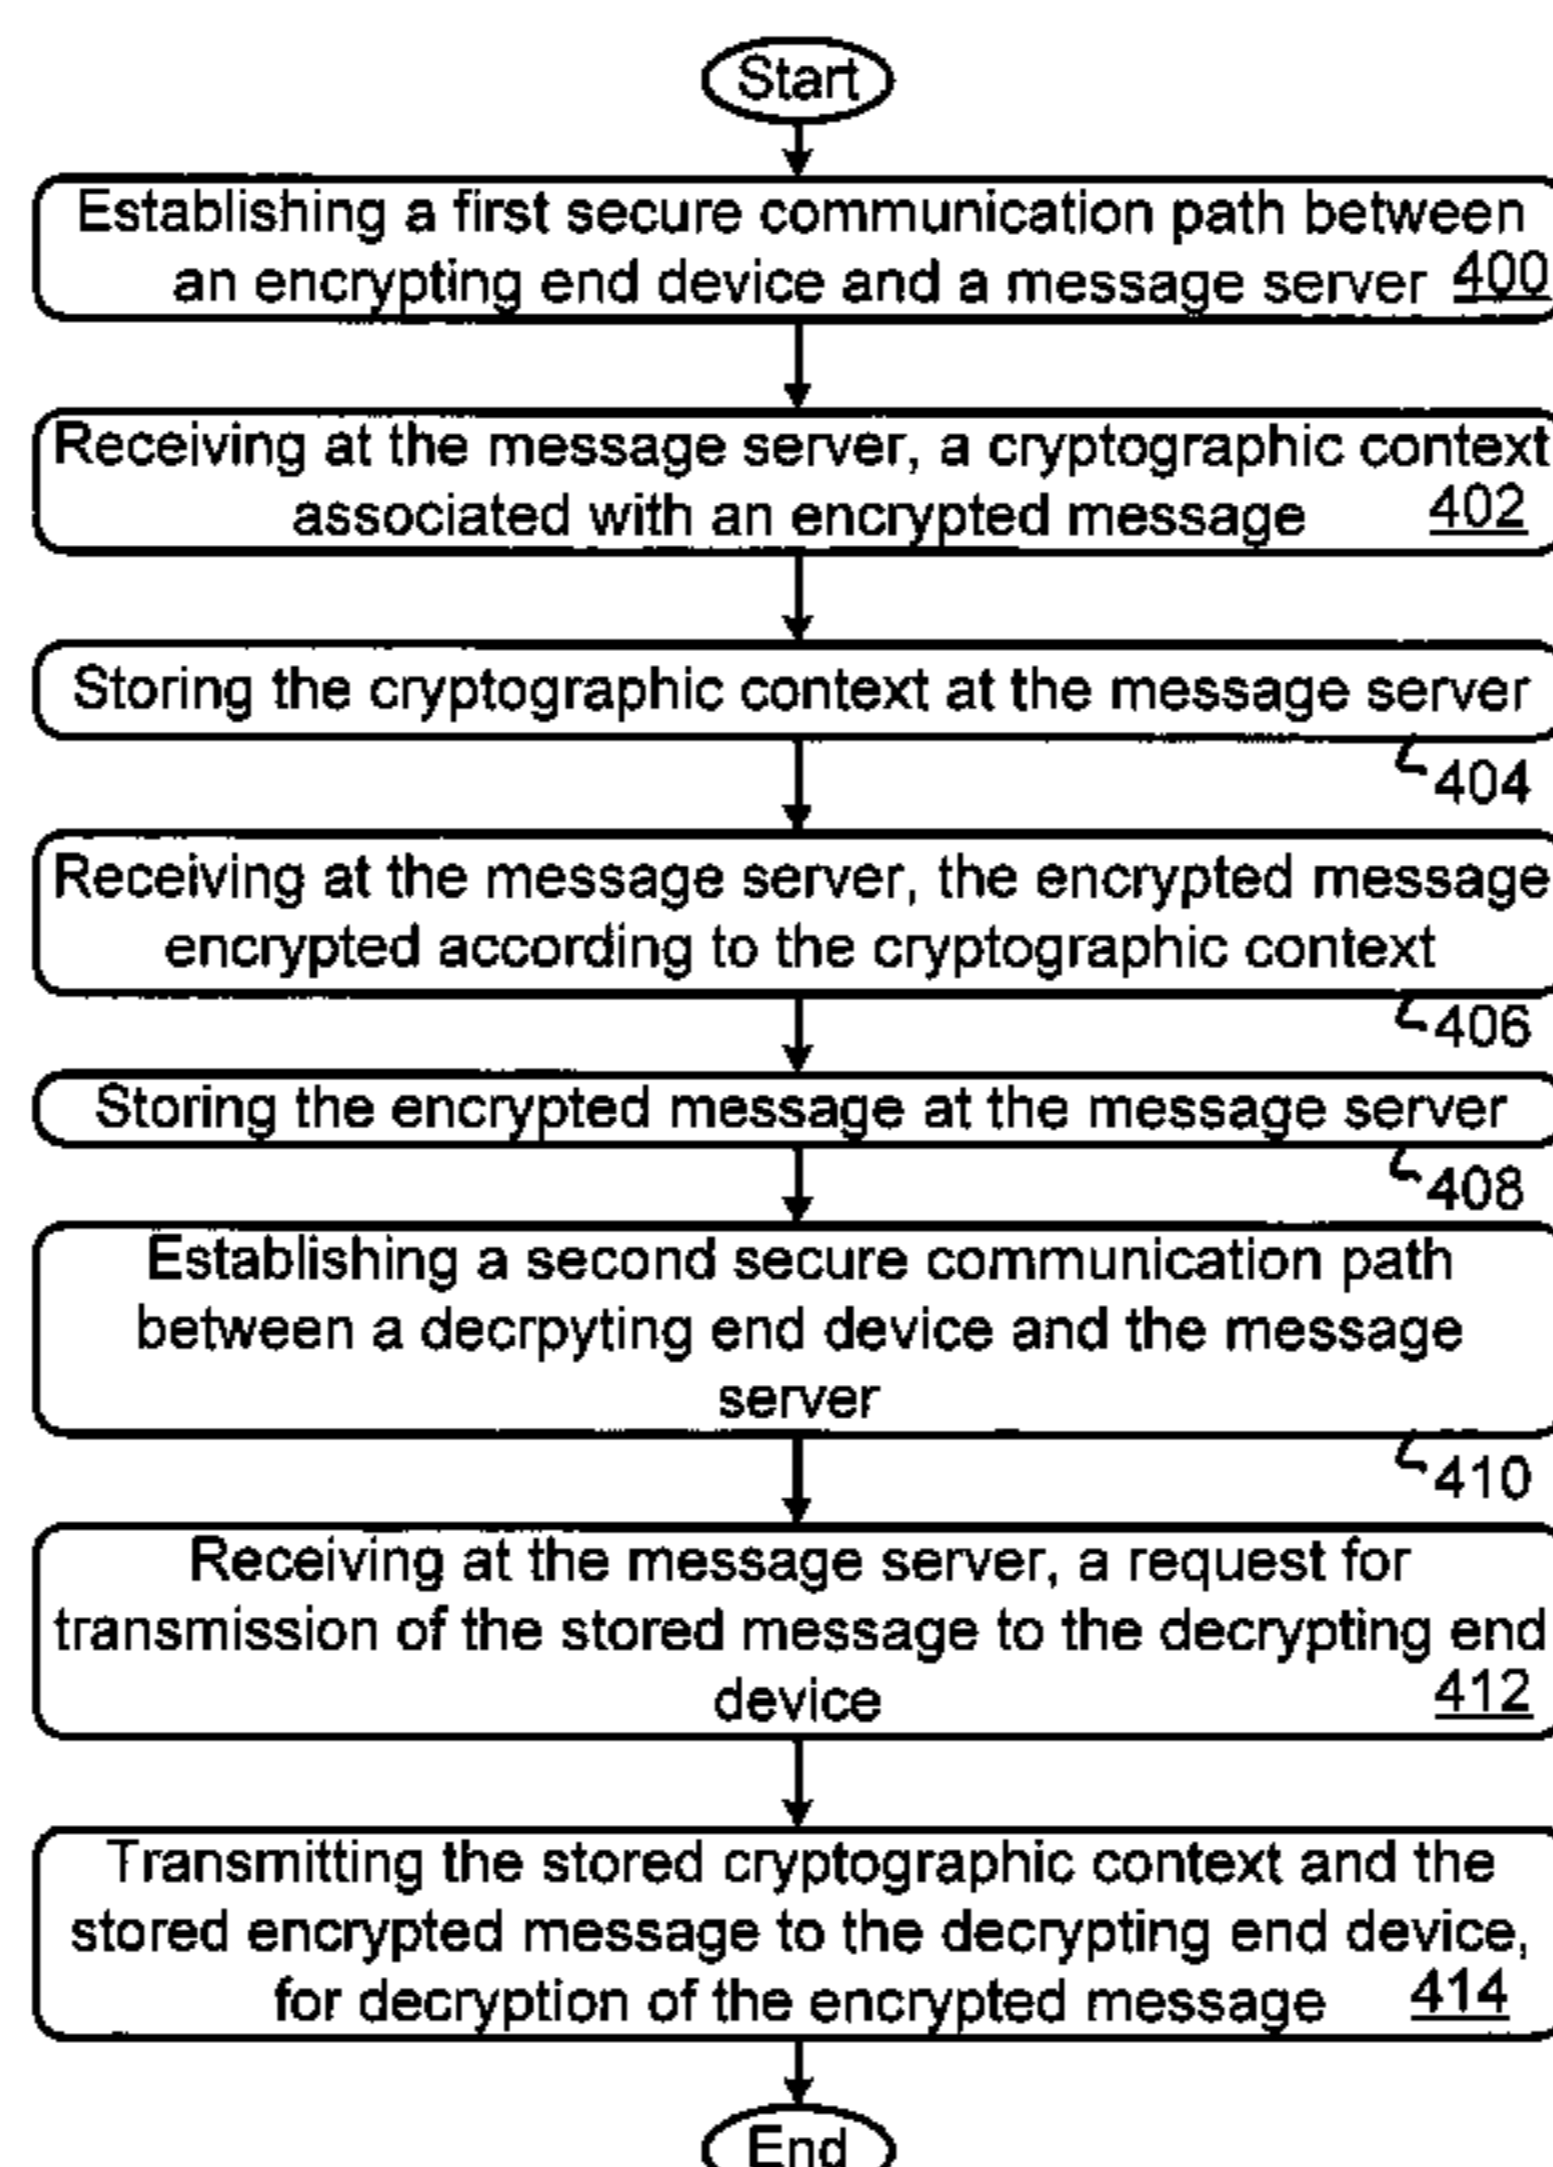 Start
Establishing a first secure communication path between
an encrypting end device and a message server 400
Receiving at the message server, a cryptographic context
associated with an encrypted message 402
Storing the cryptographic context at the message server
404
Receiving at the message server, the encrypted message
encrypted according to the cryptographic context
406
Storing the encrypted message at the message server
408
Establishing a second secure communication path
between a decrpyting end device and the message
server
410
Receiving at the message server, a request for
transmission of the stored message to the decrypting end
device 412
Transmitting the stored cryptographic context and the
stored encrypted message to the decrypting end device,
for decryption of the encrypted message 414
End